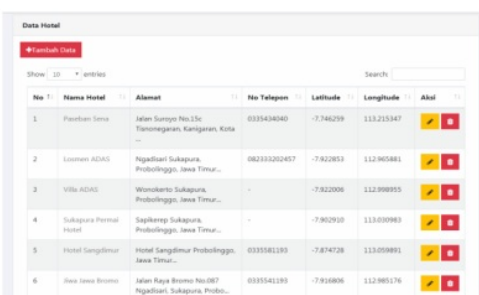 Data Hotel
+Tambah Data
Show 10 entries
Search:
No Nama Hotel Alamat No Telepon Latitude Longitude Aksi
1 Paseban Sena Jalan Suroyo No.15c 0335434040 -7.746259 113.215347
Tisnonegaran, Kanigaran, Kota
...
2 Losmen ADAS Ngadisari Sukapura, 082333202457 -7.922853 112.965881
Probolinggo, Jawa Timur...
3 Villa ADAS Wonokerto Sukapura, - -7.922006 112.998955
Probolinggo, Jawa Timur...
4 Sukapura Permai Sapikerep Sukapura, - -7.902910 113.030983
Hotel Probolinggo, Jawa Timur...
5 Hotel Sangdimur Hotel Sangdimur Probolinggo, 0335581193 -7.874728 113.059891
Jawa Timur...
6 Jiwa Jawa Bromo Jalan Raya Bromo No.087 0335541193 -7.916806 112.985176
Ngadisari, Sukapura, Probo...